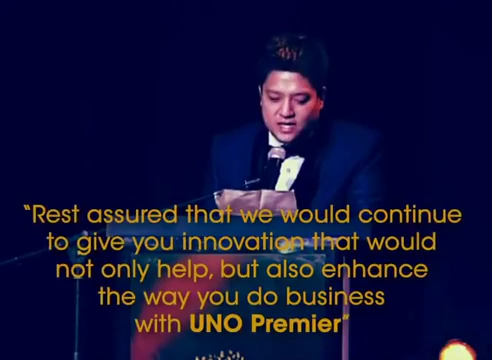 "Rest assured that we would continue
to give you innovation that would
not only help, but also enhance
the way you do business
with UNO Premier"